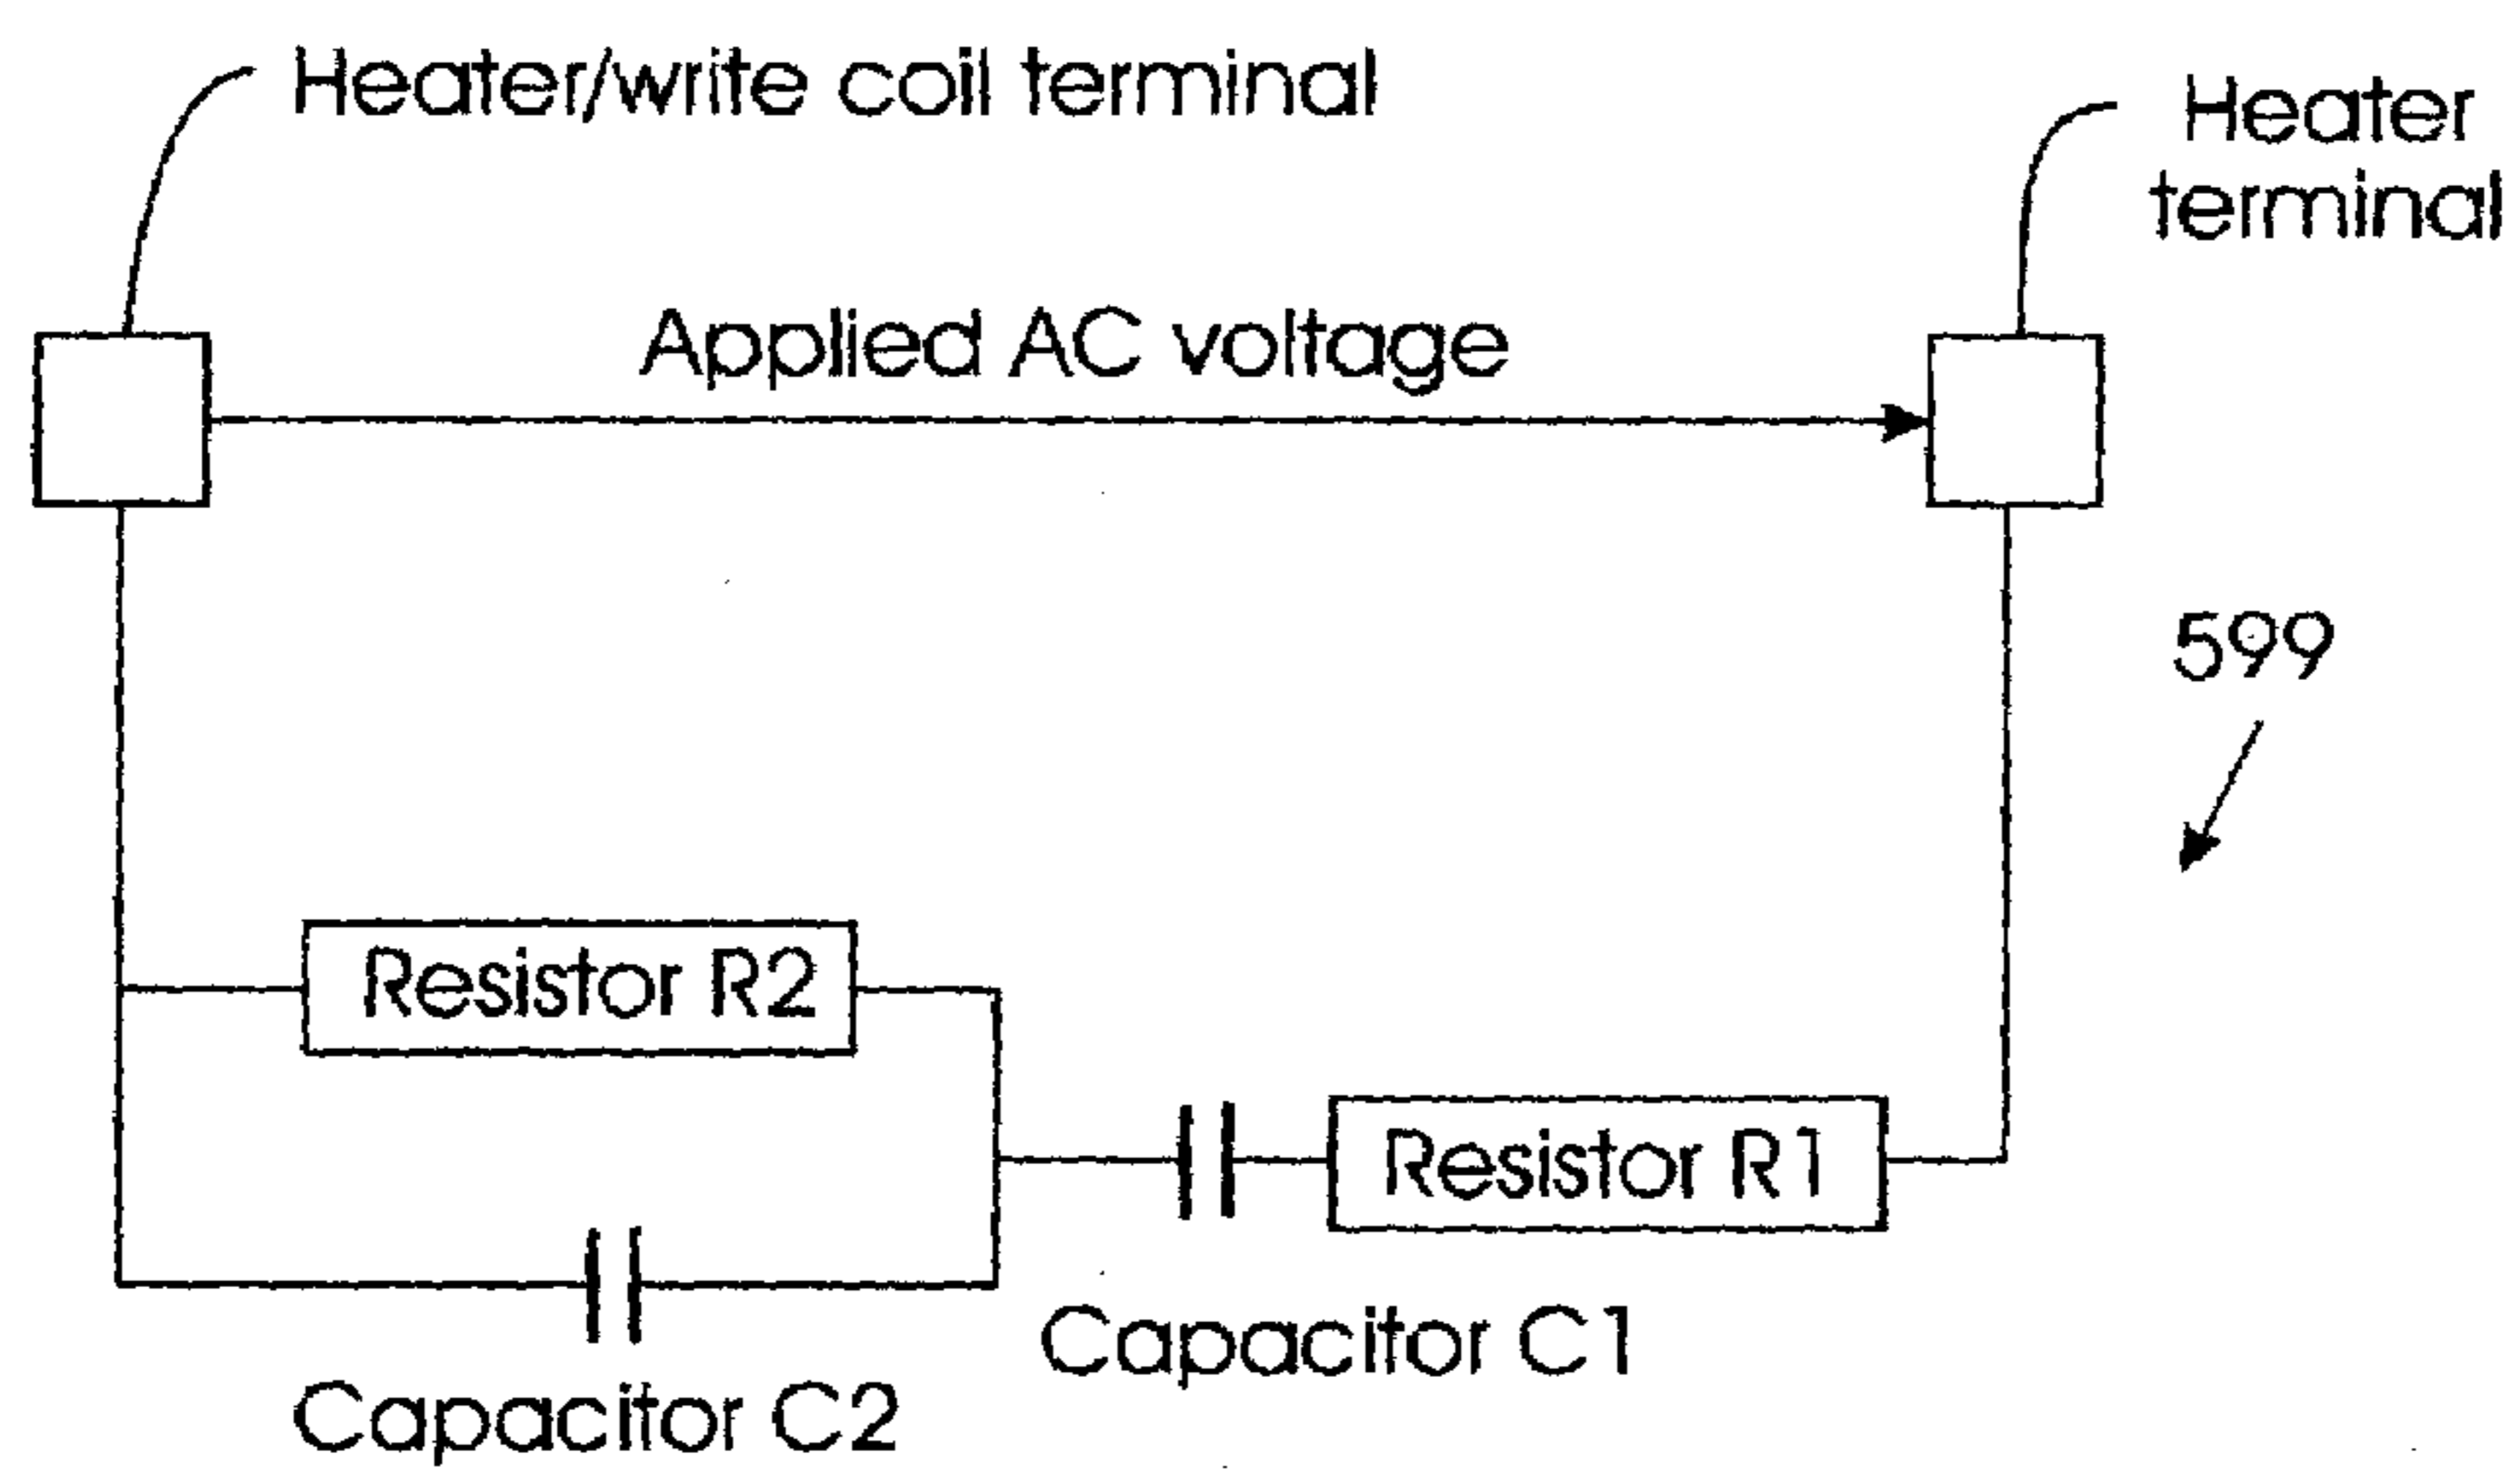 Heater/write coil terminal
Heater
terminal
Applied AC voltage
599
Resistor R2
Resistor R1
Capacitor C1
Capacitor C2